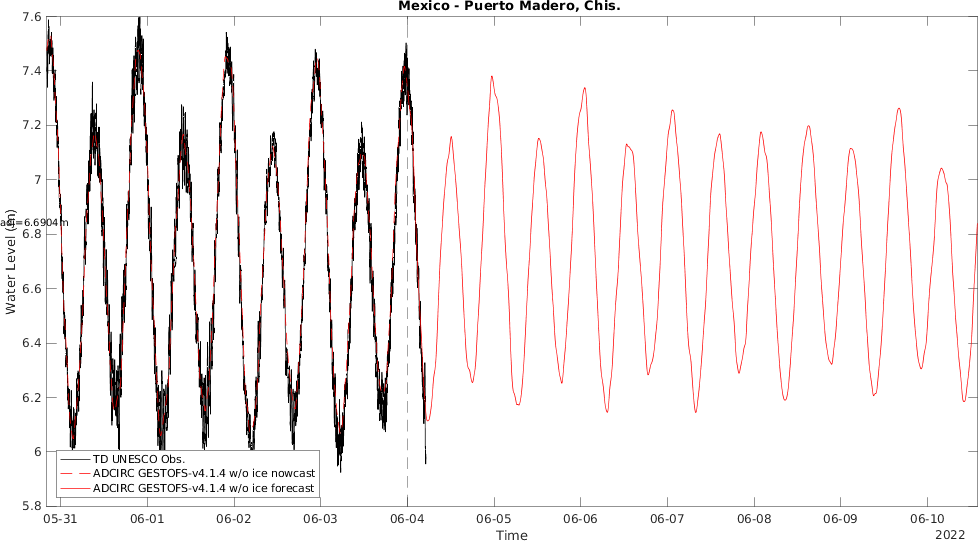 Mexico - Puerto Madero, Chis.
7.6
7.4
7.2
7
6.8
6.6
6.4
6.2
6
5.8
Water Level (m)
adj=6.6904m
TD UNESCO Obs.
ADCIRC GESTOFS-v4.1.4 w/o ice nowcast
ADCIRC GESTOFS-v4.1.4 w/o ice forecast
05-31 06-01 06-02 06-03 06-04 06-05 06-06 06-07 06-08 06-09 06-10
Time
2022